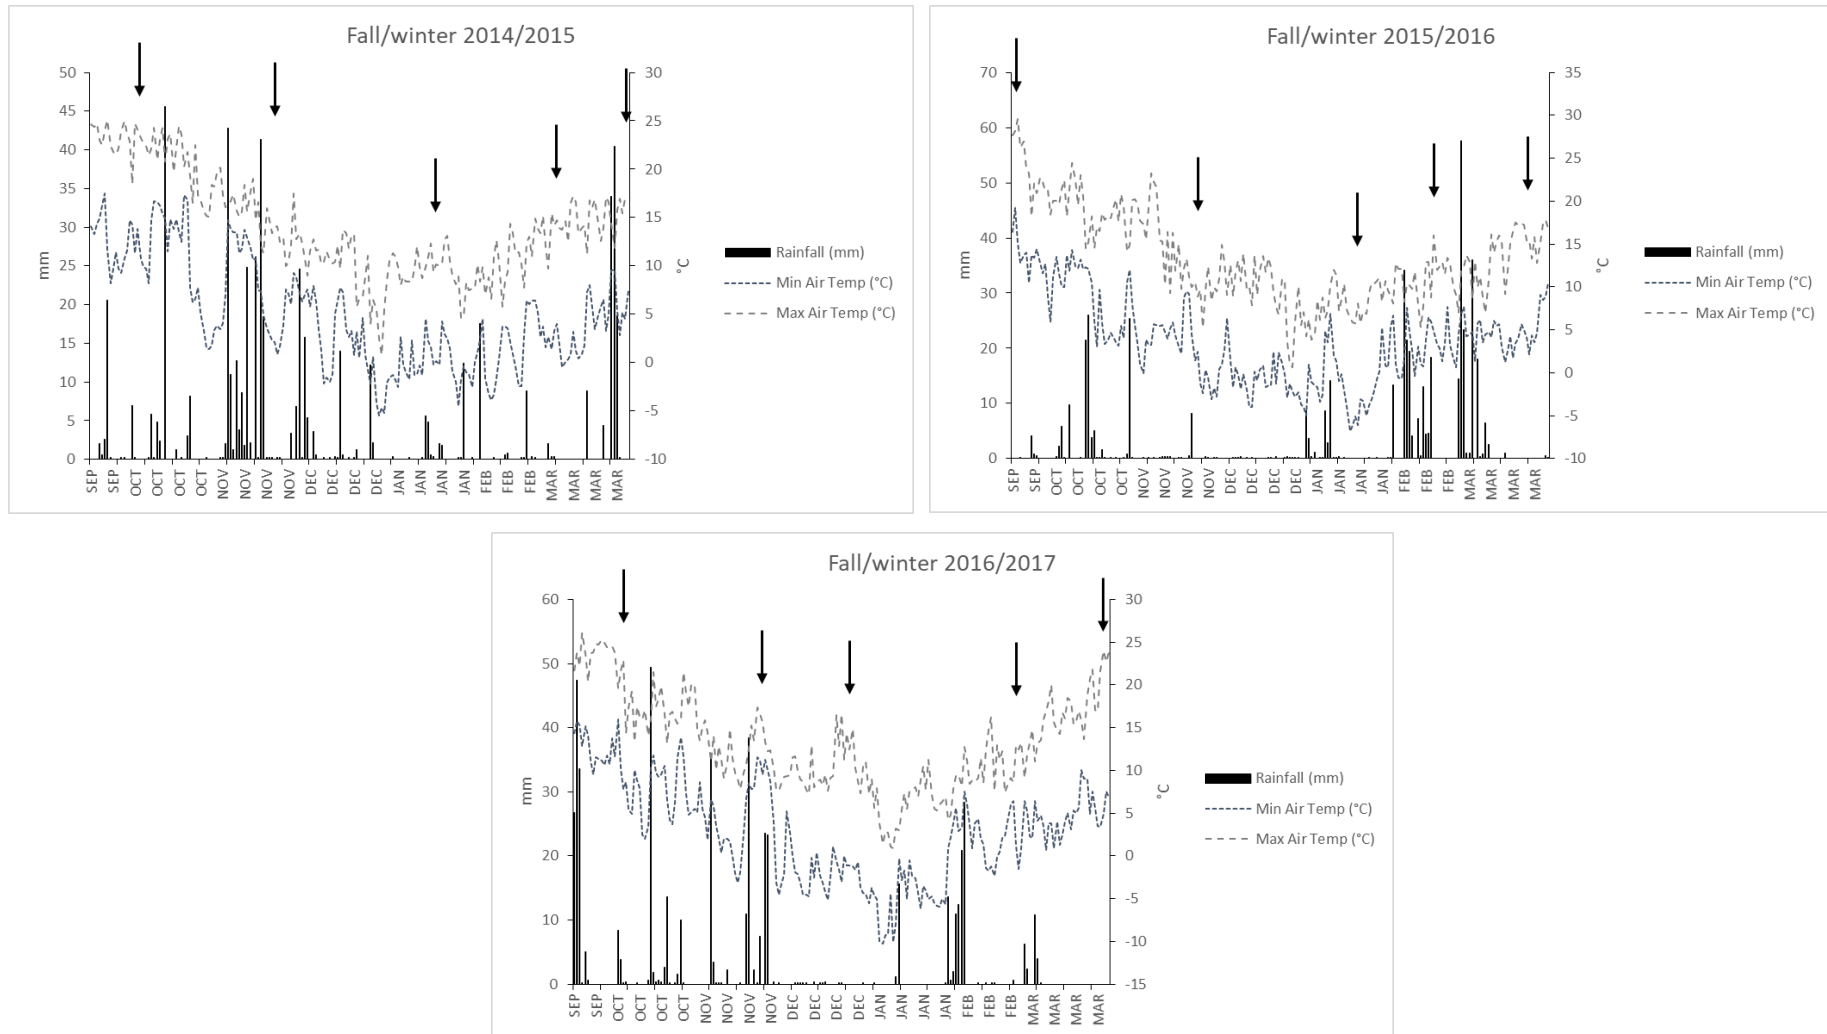 Fall/winter 2014/2015
50
45
40
35
30
25
20
15
10
5
0
mm
30
25
20
15
10
5
0
-5
-10
°C
SEP
SEP
OCT
OCT
OCT
NOV
NOV
NOV
NOV
DEC
DEC
DEC
JAN
JAN
JAN
JAN
FEB
FEB
FEB
MAR
MAR
MAR
MAR
Rainfall (mm)
Min Air Temp (°C)
Max Air Temp (°C)
Fall/winter 2015/2016
70
60
50
40
30
20
10
0
mm
35
30
25
20
15
10
5
0
-5
-10
°C
SEP
SEP
OCT
OCT
OCT
OCT
NOV
NOV
NOV
NOV
DEC
DEC
DEC
DEC
JAN
JAN
JAN
JAN
FEB
FEB
FEB
MAR
MAR
MAR
MAR
Rainfall (mm)
Min Air Temp (°C)
Max Air Temp (°C)
Fall/winter 2016/2017
60
50
40
30
20
10
0
mm
30
25
20
15
10
5
0
-5
-10
-15
°C
SEP
SEP
OCT
OCT
OCT
NOV
NOV
NOV
NOV
DEC
DEC
DEC
DEC
JAN
JAN
JAN
JAN
FEB
FEB
FEB
MAR
MAR
MAR
Rainfall (mm)
Min Air Temp (°C)
Max Air Temp (°C)